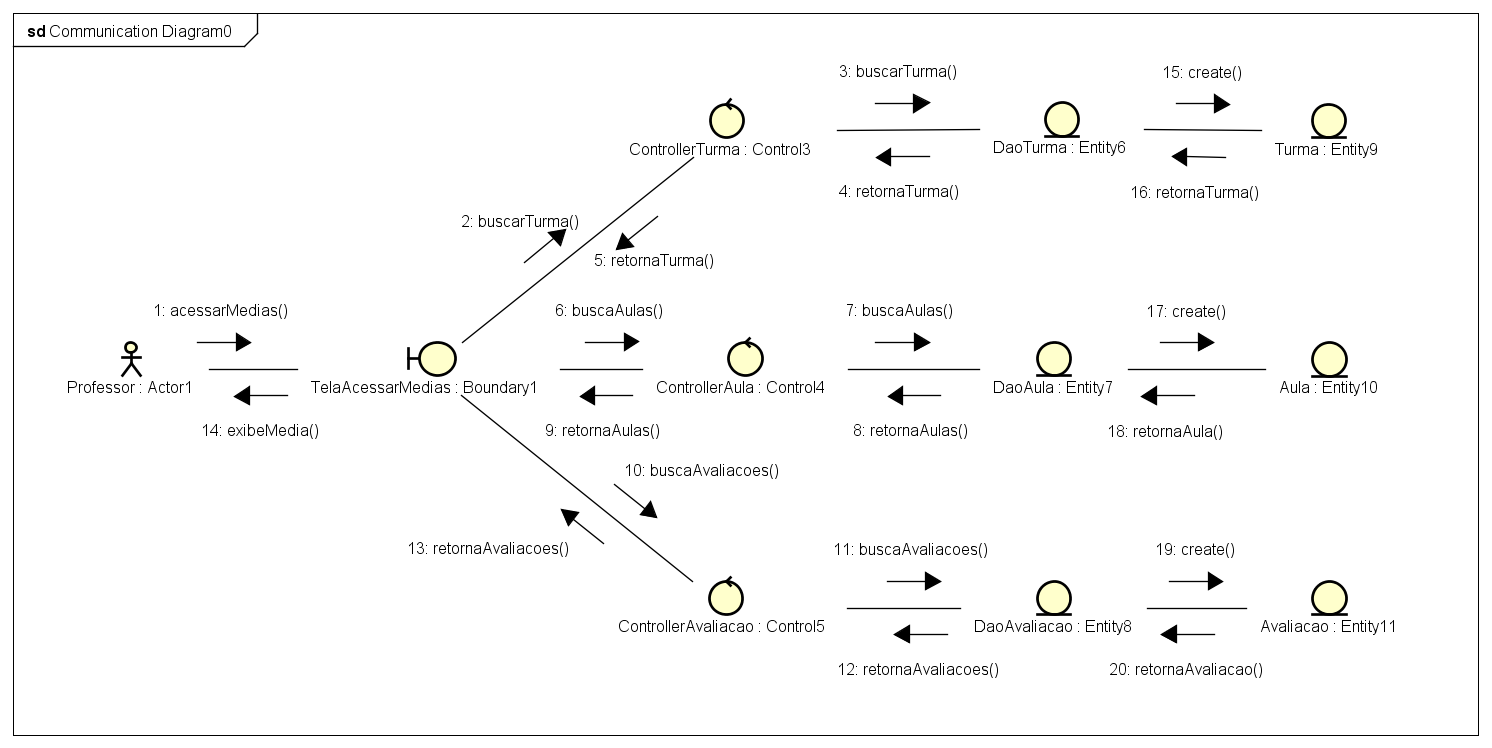 sd Communication Diagram0
3: buscarTurma()
15: create()
ControllerTurma : Control3
DaoTurma : Entity6
Turma : Entity9
4: retornaTurma()
16: retornaTurma()
2: buscarTurma()
5: retornaTurma()
1: acessarMedias()
6: buscaAulas()
7: buscaAulas()
17: create()
Professor : Actor1
TelaAcessarMedias : Boundary1
ControllerAula : Control4
DaoAula : Entity7
Aula : Entity10
14: exibeMedia()
9: retornaAulas()
8: retornaAulas()
18: retornaAula()
10: buscaAvaliacoes()
13: retornaAvaliacoes()
11: buscaAvaliacoes()
19: create()
ControllerAvaliacao : Control5
DaoAvaliacao : Entity8
Avaliacao : Entity11
12: retornaAvaliacoes()
20: retornaAvaliacao()